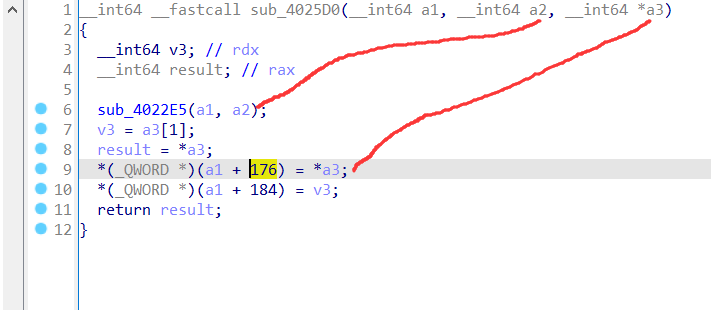 1 __int64 __fastcall sub_4025D0(__int64 a1, __int64 a2, __int64 *a3)
2 {
3 __int64 v3; // rdx
4 __int64 result; // rax
5
6 sub_4022E5(a1, a2);
7 v3 = a3[1];
8 result = *a3;
9 *(_QWORD *)(a1 + 176) = *a3;
10 *(_QWORD *)(a1 + 184) = v3;
11 return result;
12 }